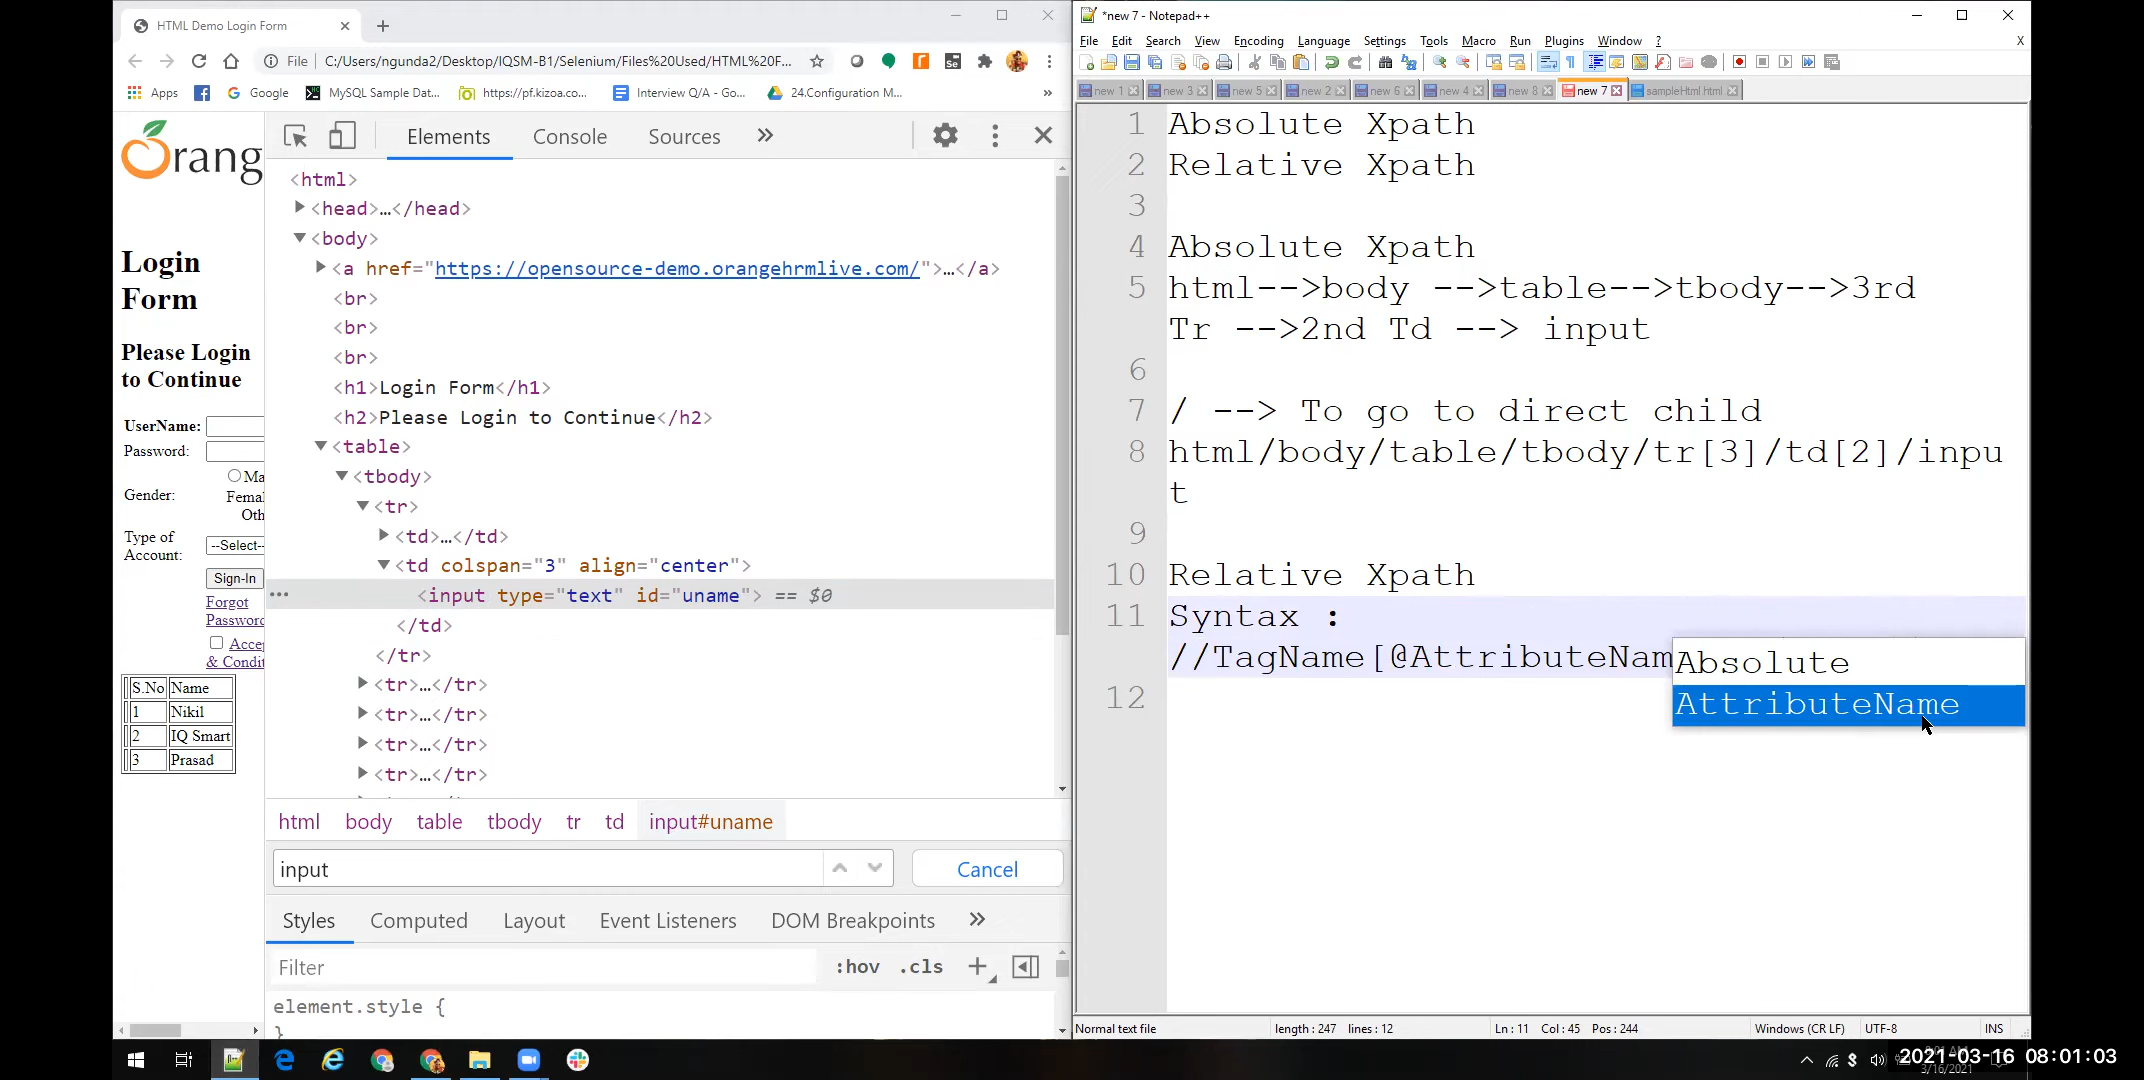 HTML Demo Login Form
File C:/Users/ngunda2/Desktop/IQSM-B1/Selenium/Files%20Used/HTML%20F...
Apps Google MySQL Sample Dat... https://pf.kizoa.co... Interview Q/A - Go... 24.Configuration M... »
Orang
Login
Form
Please Login
to Continue
UserName:
Password:
Ma
Gender: Femal
Oth
Type of
Account: --Select--
Sign-In
Forgot
Password
Accep
& Condit
S.No Name
1 Nikil
2 IQ Smart
3 Prasad
Elements Console Sources »
<html>
<head>…</head>
<body>
<a href="https://opensource-demo.orangehrmlive.com/">…</a>
<br>
<br>
<br>
<h1>Login Form</h1>
<h2>Please Login to Continue</h2>
<table>
<tbody>
<tr>
<td>…</td>
<td colspan="3" align="center">
<input type="text" id="uname"> == $0
</td>
</tr>
<tr>…</tr>
<tr>…</tr>
<tr>…</tr>
<tr>…</tr>
html body table tbody tr td input#uname
input Cancel
Styles Computed Layout Event Listeners DOM Breakpoints »
Filter :hov .cls +
element.style {
}
*new 7 - Notepad++
File Edit Search View Encoding Language Settings Tools Macro Run Plugins Window ? X
new 1 new 3 new 5 new 2 new 6 new 4 new 8 new 7 sampleHtml.html
1 Absolute Xpath
2 Relative Xpath
3
4 Absolute Xpath
5 html-->body -->table-->tbody-->3rd
Tr -->2nd Td --> input
6
7 / --> To go to direct child
8 html/body/table/tbody/tr[3]/td[2]/inpu
t
9
10 Relative Xpath
11 Syntax :
//TagName[@AttributeNam
12
Absolute
AttributeName
Normal text file length : 247 lines : 12 Ln : 11 Col : 45 Pos : 244 Windows (CR LF) UTF-8 INS
2021-03-16 08:01:03
3/16/2021